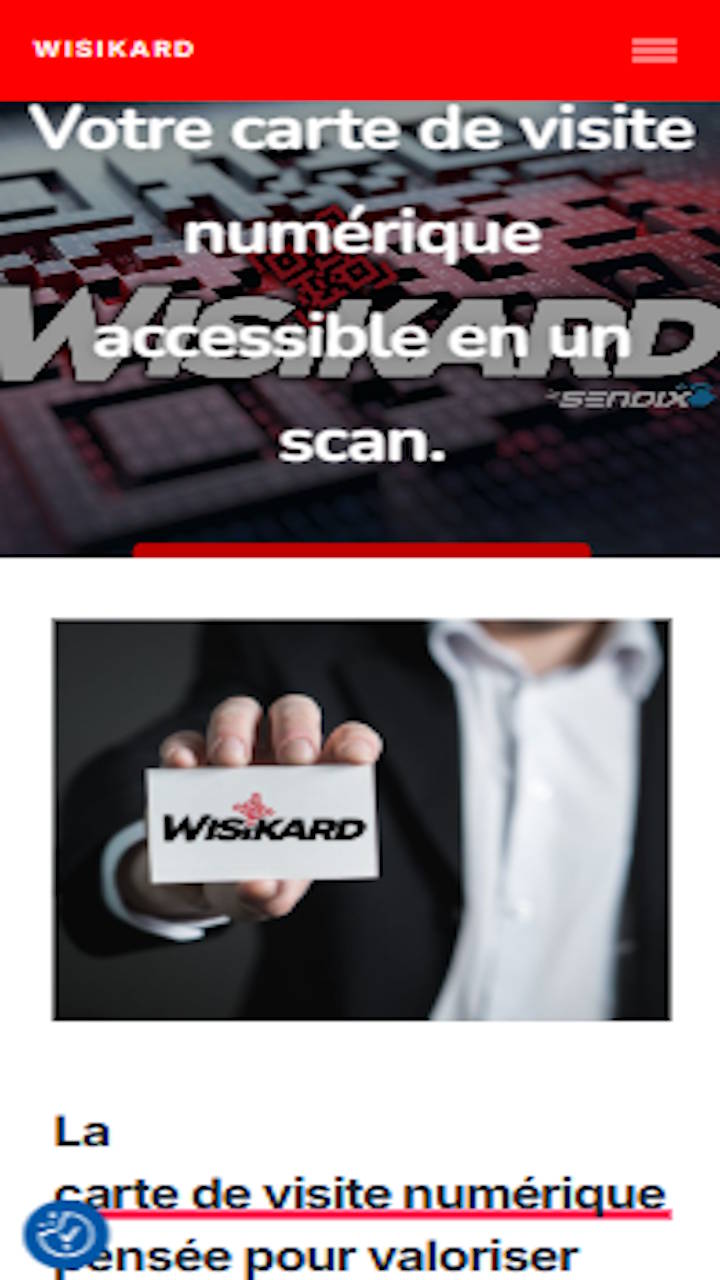 WISIKARD
Votre carte de visite
numérique
WISIKARD
accessible en un
SENDIX
scan.
WISIKARD
La
carte de visite numérique
pensée pour valoriser